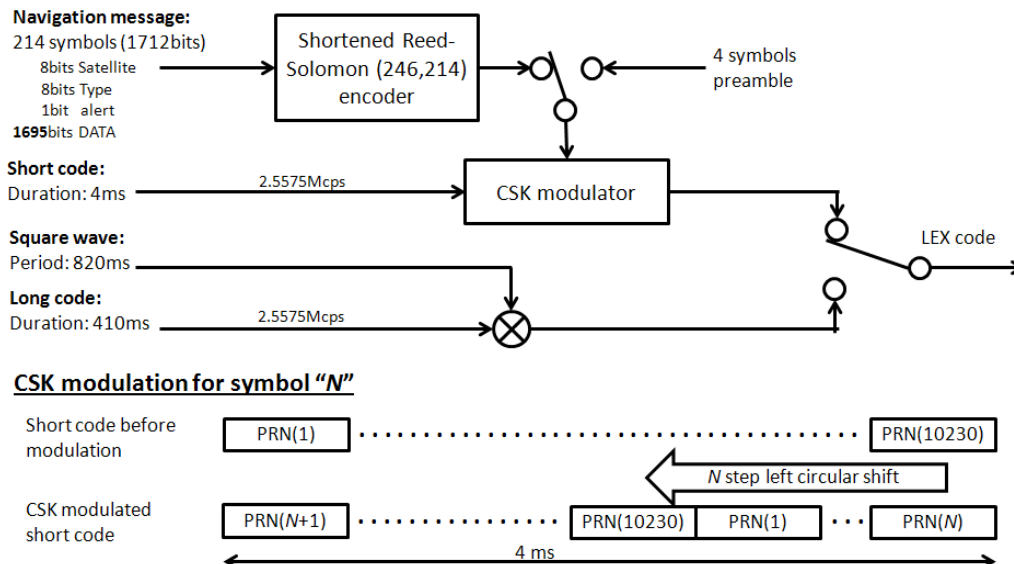 Navigation message:
214 symbols (1712bits)
8bits Satellite
8bits Type
1bit alert
1695bits DATA
Shortened Reed-
Solomon (246,214)
encoder
4 symbols
preamble
Short code:
Duration: 4ms
2.5575Mcps
CSK modulator
Square wave:
Period: 820ms
LEX code
Long code:
Duration: 410ms
2.5575Mcps
CSK modulation for symbol “N”
Short code before
modulation
PRN(1)
PRN(10230)
N step left circular shift
CSK modulated
short code
PRN(N+1)
PRN(10230)
PRN(1)
PRN(N)
4 ms